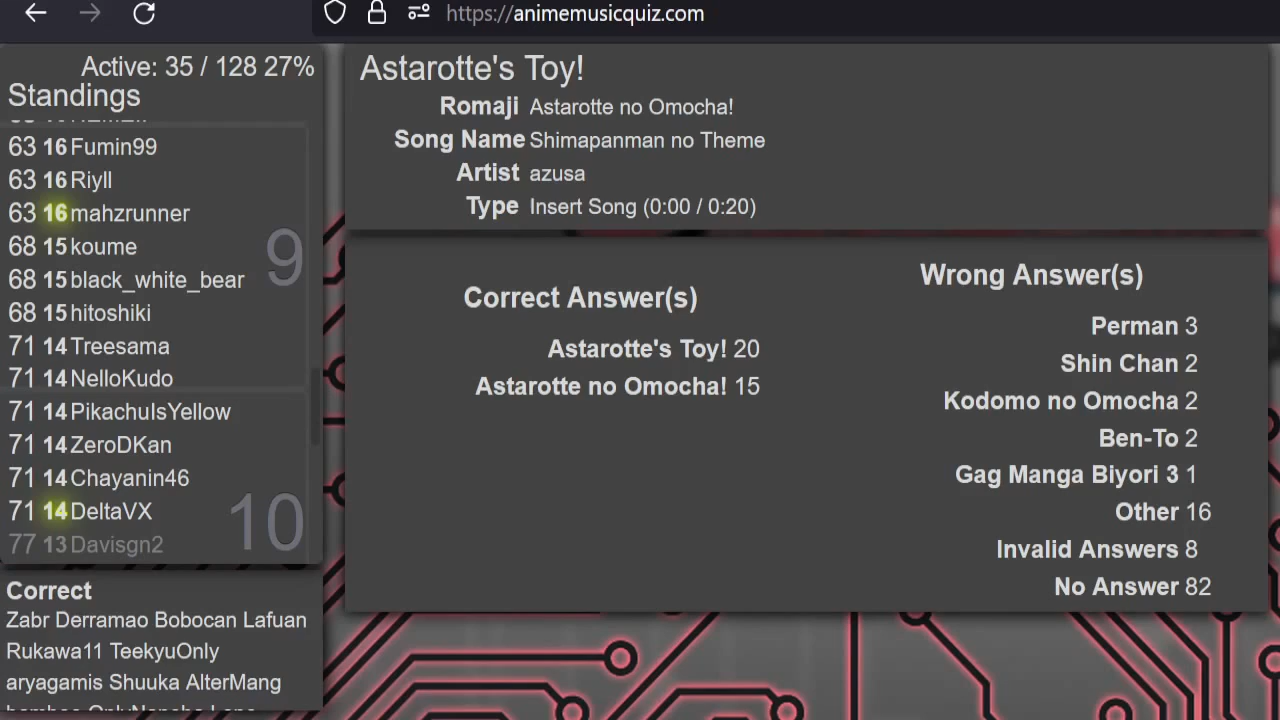 https://animemusicquiz.com
Active: 35 / 128 27%
Standings
63 16 Fumin99
63 16 Riyll
63 16 mahzrunner
68 15 koume
9
68 15 black_white_bear
68 15 hitoshiki
71 14 Treesama
71 14 NelloKudo
71 14 PikachuIsYellow
71 14 ZeroDKan
71 14 Chayanin46
71 14 DeltaVX
10
77 13 Davisgn2
Correct
Zabr Derramao Bobocan Lafuan
Rukawa11 TeekyuOnly
aryagamis Shuuka AlterMang
Astarotte's Toy!
Romaji Astarotte no Omocha!
Song Name Shimapanman no Theme
Artist azusa
Type Insert Song (0:00 / 0:20)
Correct Answer(s)
Astarotte's Toy! 20
Astarotte no Omocha! 15
Wrong Answer(s)
Perman 3
Shin Chan 2
Kodomo no Omocha 2
Ben-To 2
Gag Manga Biyori 3 1
Other 16
Invalid Answers 8
No Answer 82